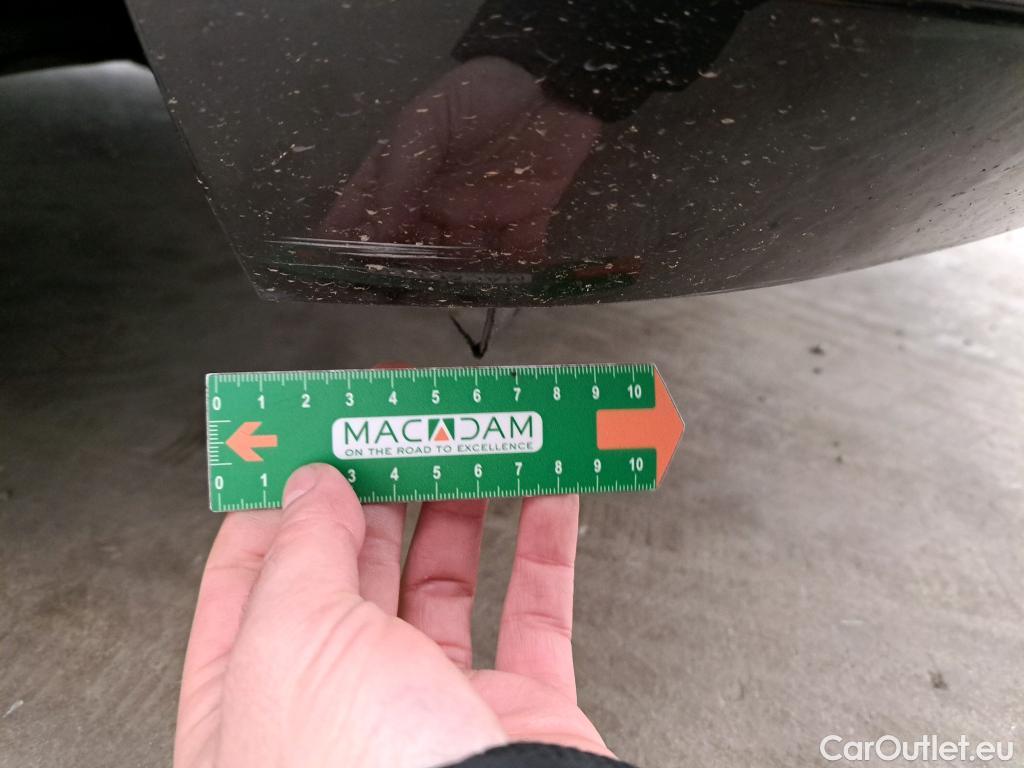 0 1 2 3 4 5 6 7 8 9 10
MACADAM
ON THE ROAD TO EXCELLENCE
0 1 3 4 5 6 7 8 9 10
CarOutlet.eu